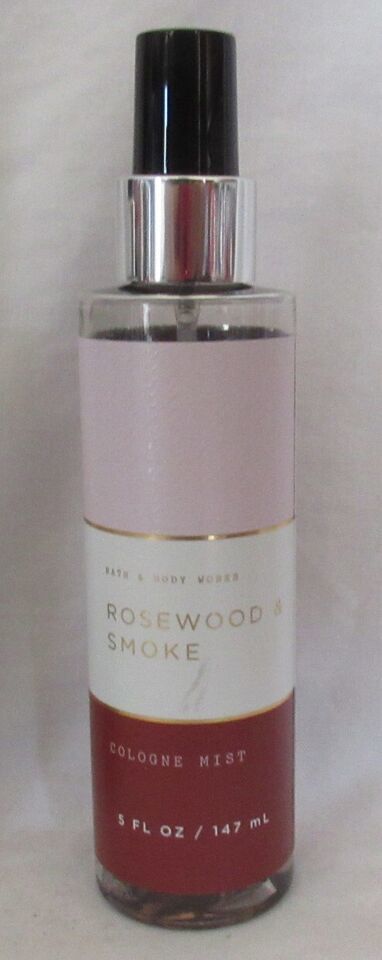 BATH & BODY WORKS
ROSEWOOD &
SMOKE
COLOGNE MIST
5 FL OZ / 147 mL